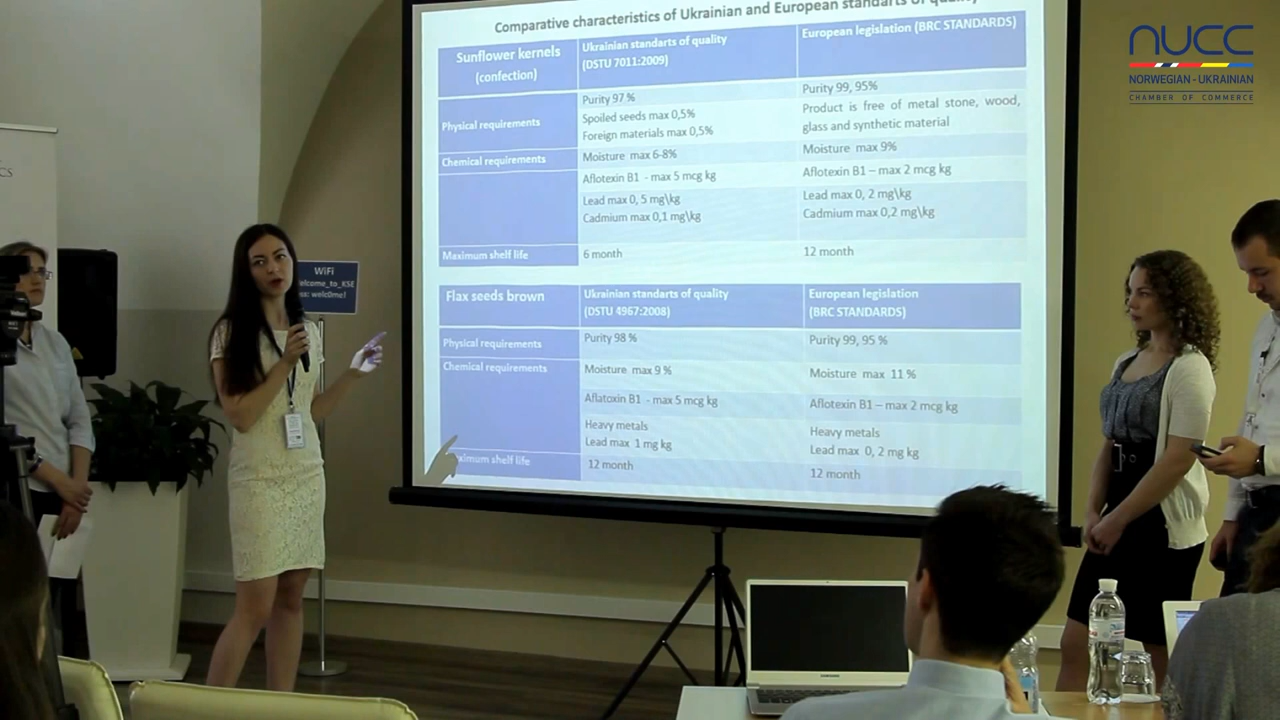 Comparative characteristics of Ukrainian and European standarts of quality
Sunflower kernels
(confection)
Ukrainian standarts of quality
(DSTU 7011:2009)
European legislation (BRC STANDARDS)
Physical requirements
Purity 97 %
Spoiled seeds max 0,5%
Foreign materials max 0,5%
Purity 99, 95%
Product is free of metal stone, wood,
glass and synthetic material
Chemical requirements
Moisture max 6-8%
Moisture max 9%
Aflotexin B1 - max 5 mcg kg
Aflotexin B1 – max 2 mcg kg
Lead max 0, 5 mg\kg
Cadmium max 0,1 mg\kg
Lead max 0, 2 mg\kg
Cadmium max 0,2 mg\kg
Maximum shelf life
6 month
12 month
Flax seeds brown
Ukrainian standarts of quality
(DSTU 4967:2008)
European legislation
(BRC STANDARDS)
Physical requirements
Purity 98 %
Purity 99, 95 %
Chemical requirements
Moisture max 9 %
Moisture max 11 %
Aflatoxin B1 - max 5 mcg kg
Aflotexin B1 – max 2 mcg kg
Heavy metals
Lead max 1 mg kg
Heavy metals
Lead max 0, 2 mg kg
shelf life
12 month
12 month
WiFi
welc0me!
NUCC
NORWEGIAN - UKRAINIAN
CHAMBER OF COMMERCE
SAMSUNG